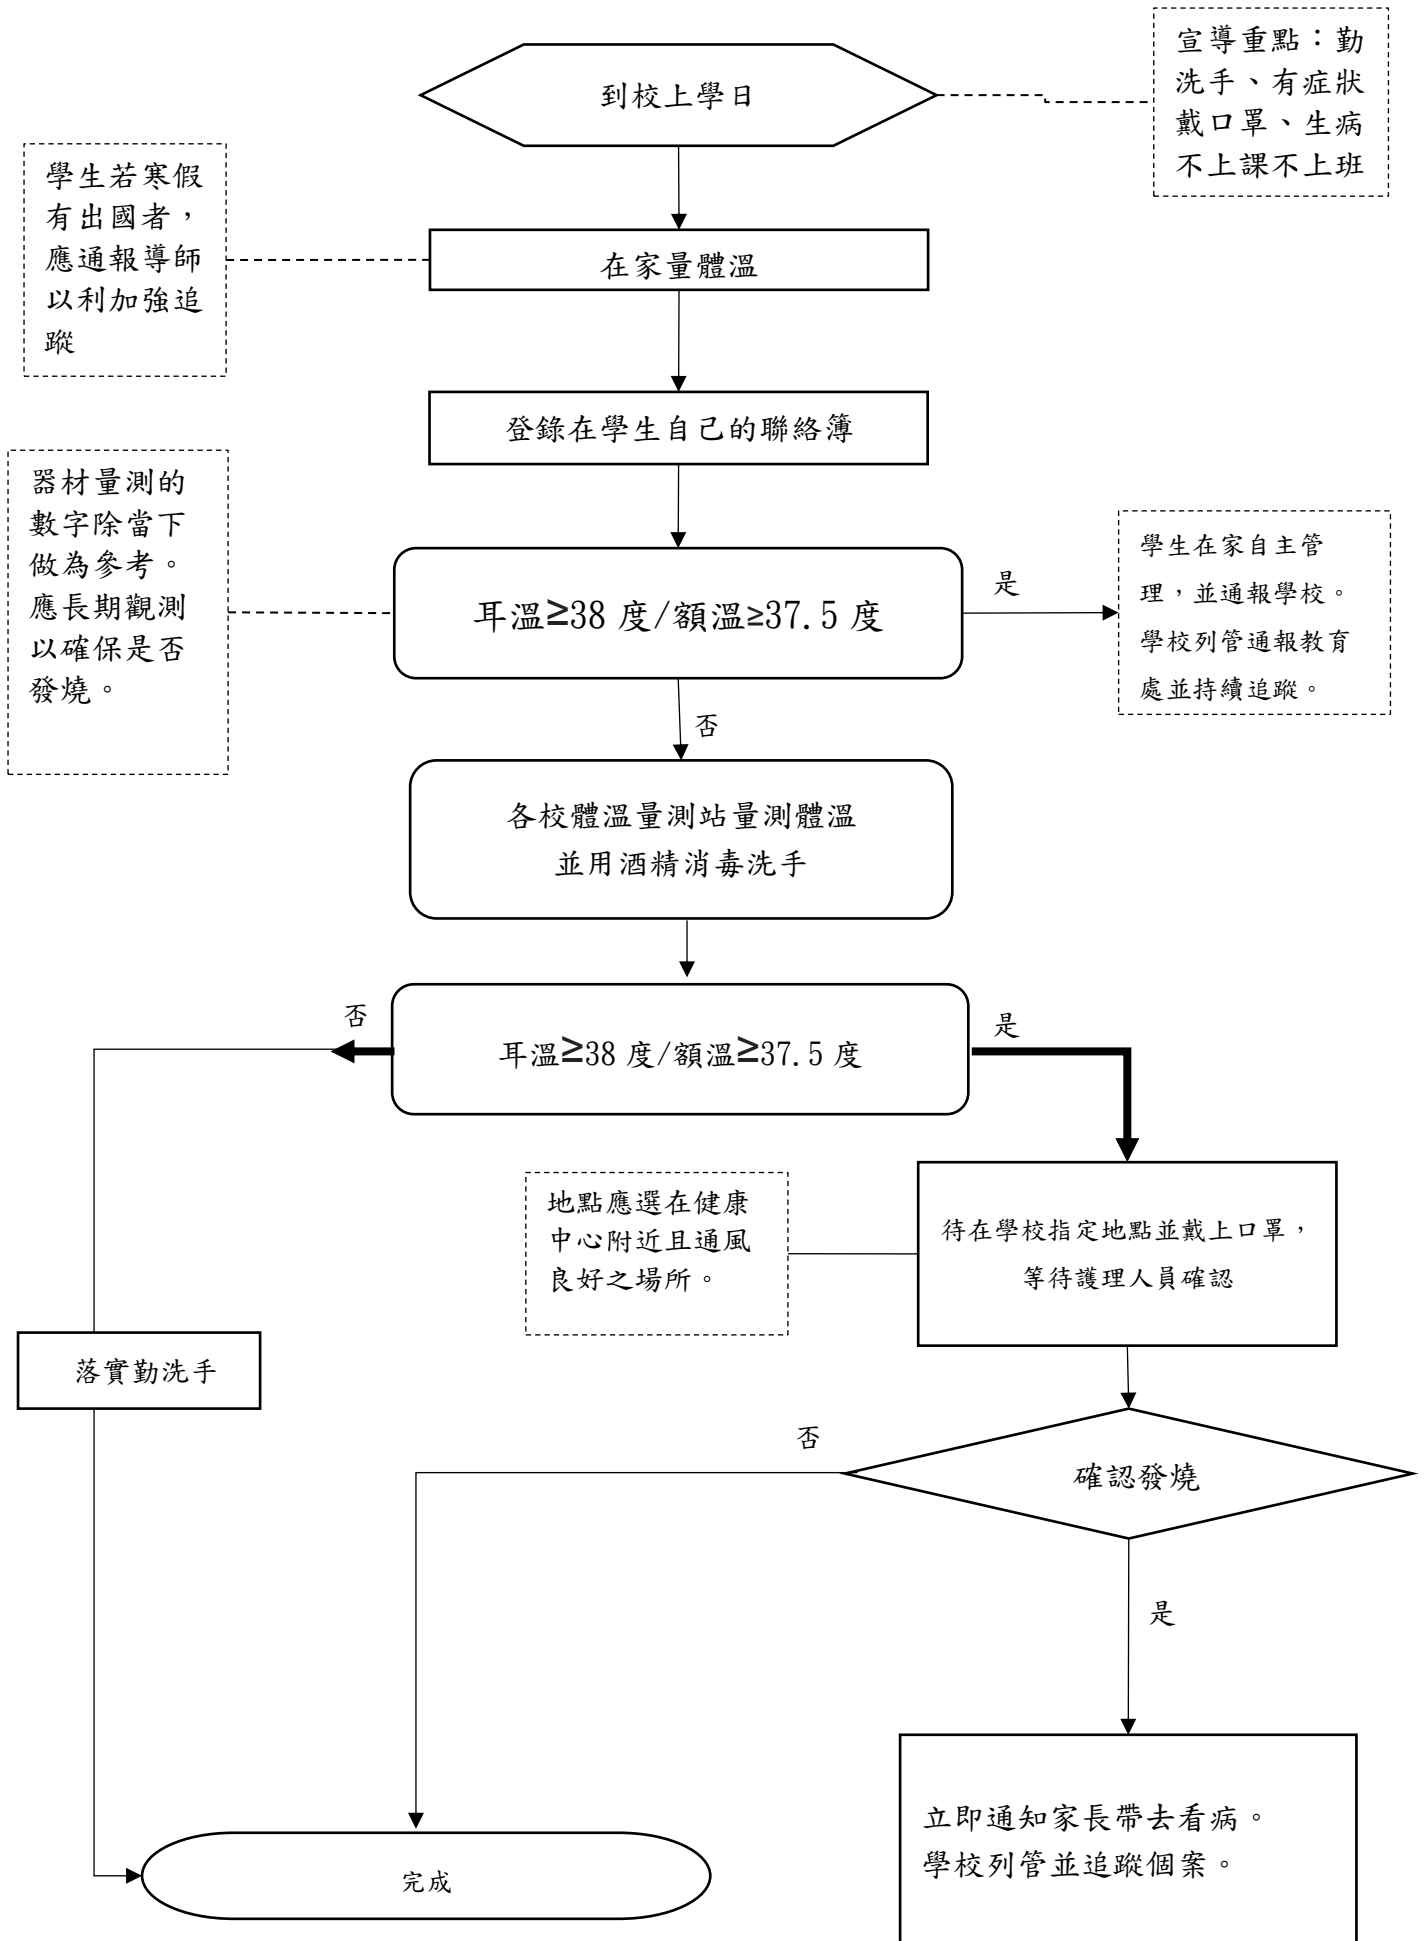 到校上學日
宣導重點：勤
洗手、有症狀
戴口罩、生病
不上課不上班
學生若寒假
有出國者，
應通報導師
以利加強追
蹤
在家量體溫
登錄在學生自己的聯絡簿
器材量測的
數字除當下
做為參考。
應長期觀測
以確保是否
發燒。
耳溫≧38 度/額溫≧37.5 度
是
學生在家自主管
理，並通報學校。
學校列管通報教育
處並持續追蹤。
否
各校體溫量測站量測體溫
並用酒精消毒洗手
否
耳溫≧38 度/額溫≧37.5 度
是
地點應選在健康
中心附近且通風
良好之場所。
待在學校指定地點並戴上口罩，
等待護理人員確認
落實勤洗手
否
確認發燒
是
立即通知家長帶去看病。
學校列管並追蹤個案。
完成